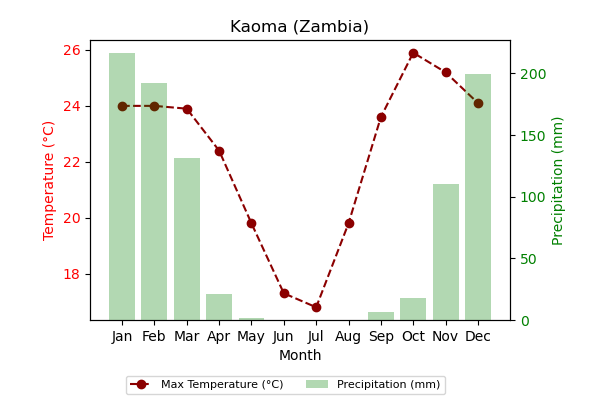 Kaoma (Zambia)
26
24
22
20
18
Temperature (°C)
200
150
100
50
0
Precipitation (mm)
Jan Feb Mar Apr May Jun Jul Aug Sep Oct Nov Dec
Month
Max Temperature (°C) Precipitation (mm)